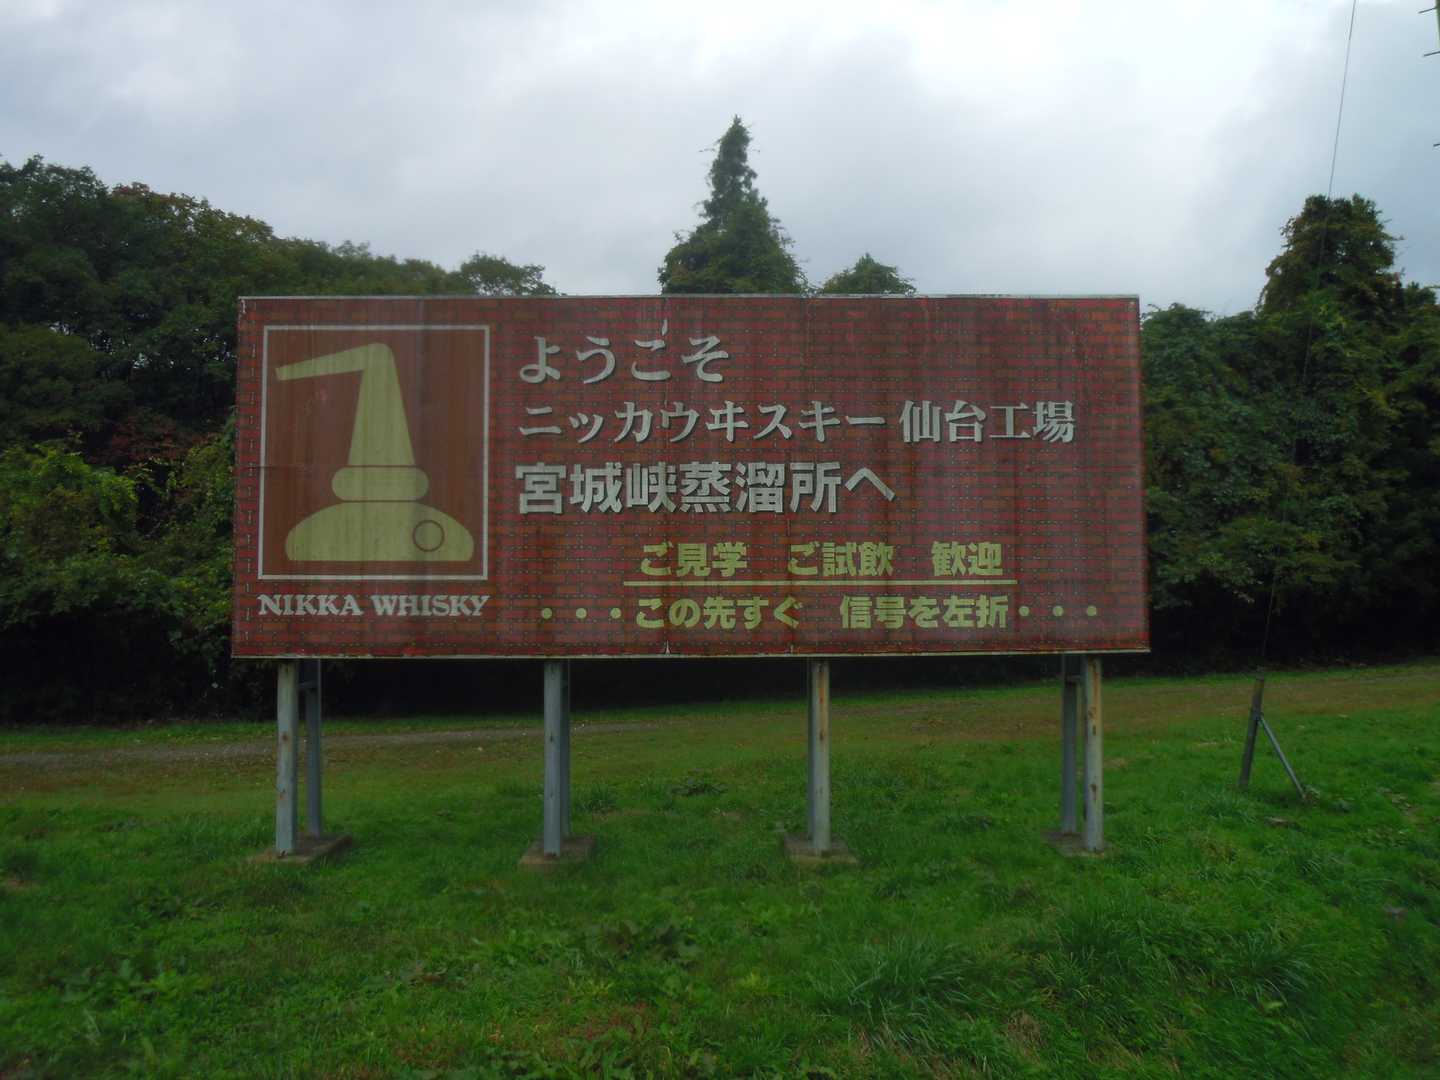 ようこそ
ニッカウヰスキー 仙台工場
宮城峡蒸溜所へ
ご見学　ご試飲　歓迎
・・・この先すぐ　信号を左折・・・
NIKKA WHISKY